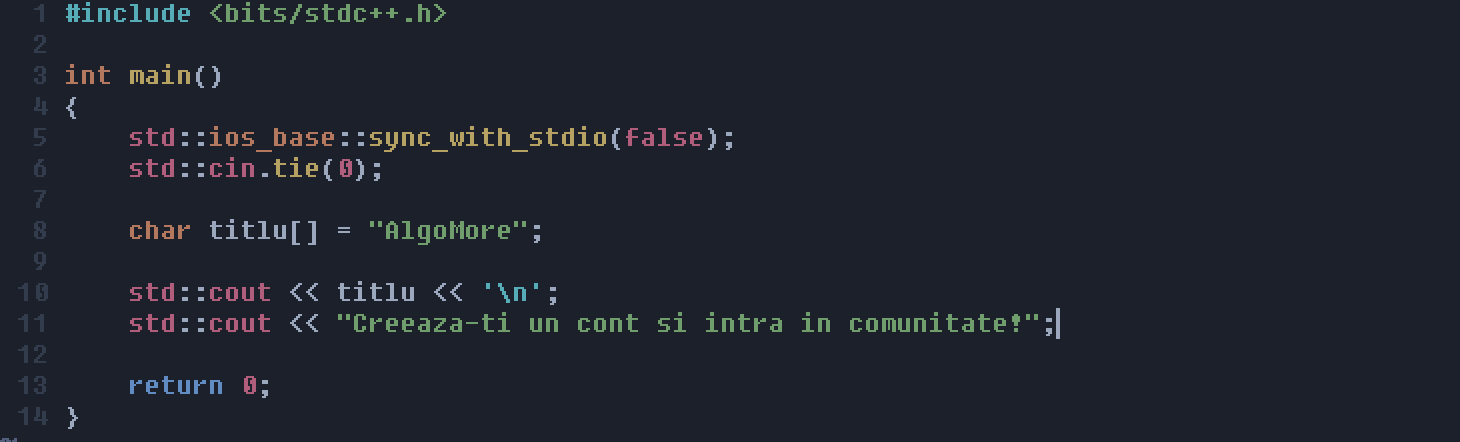 1 #include <bits/stdc++.h>
2
3 int main()
4 {
5     std::ios_base::sync_with_stdio(false);
6     std::cin.tie(0);
7
8     char titlu[] = "AlgoMore";
9
10     std::cout << titlu << '\n';
11     std::cout << "Creeaza-ti un cont si intra in comunitate!";
12
13     return 0;
14 }
~